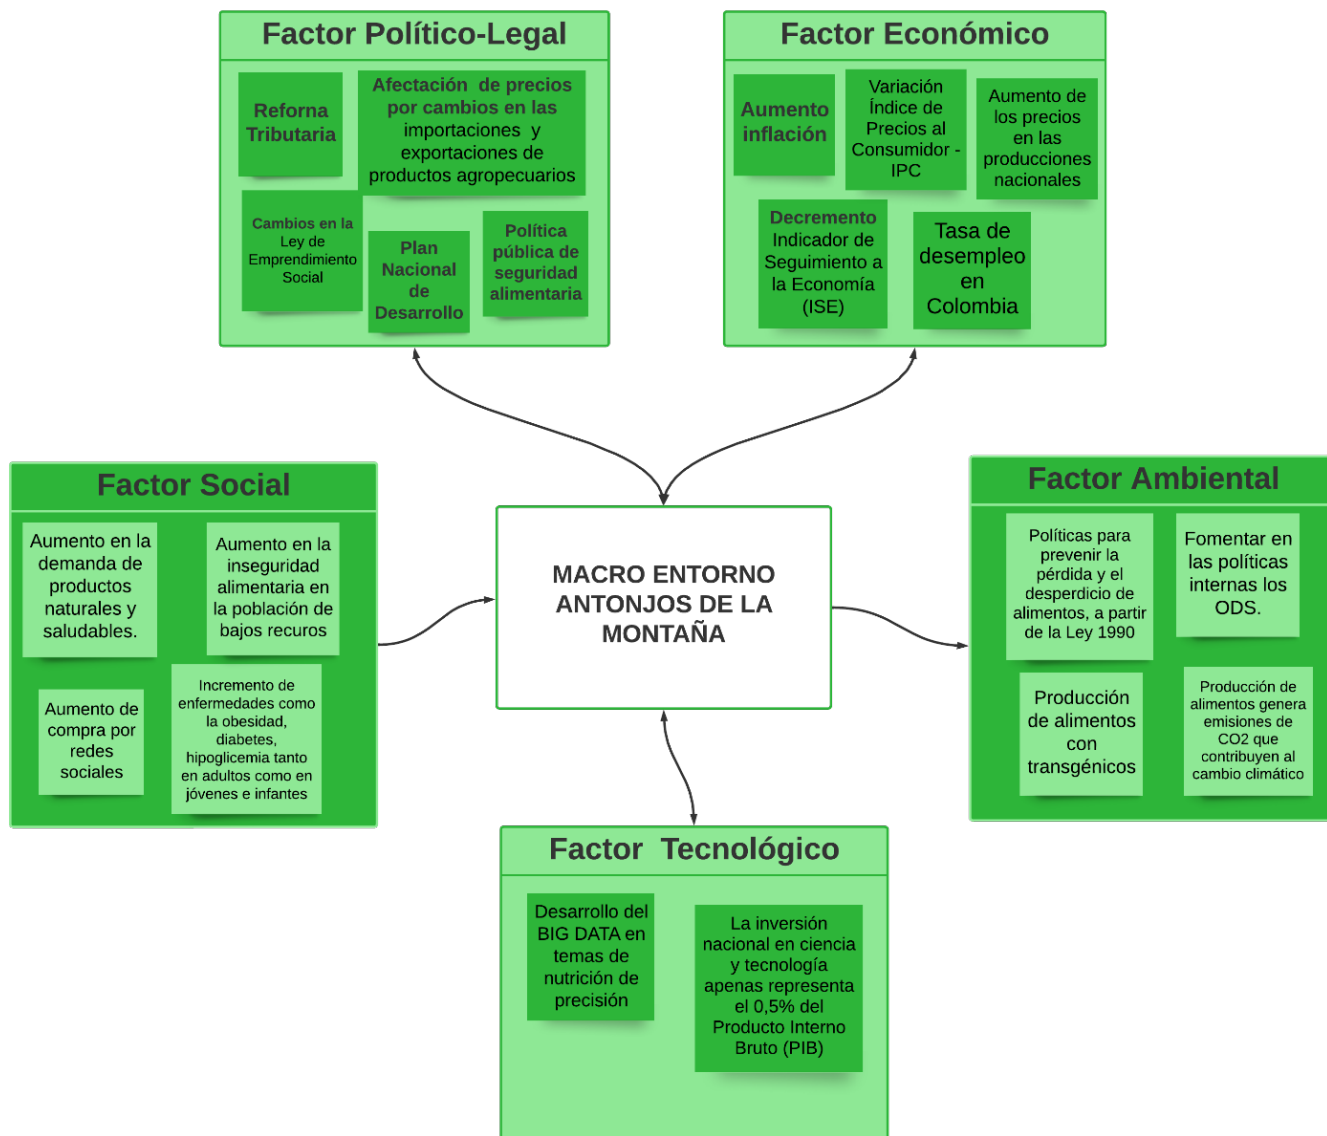 Factor Político-Legal
Reforna
Tributaria
Afectación de precios
por cambios en las
importaciones y
exportaciones de
productos agropecuarios
Cambios en la
Ley de
Emprendimiento
Social
Plan
Nacional
de
Desarrollo
Política
pública de
seguridad
alimentaria
Factor Económico
Aumento
inflación
Variación
Índice de
Precios al
Consumidor -
IPC
Aumento de
los precios
en las
producciones
nacionales
Decremento
Indicador de
Seguimiento a
la Economía
(ISE)
Tasa de
desempleo
en
Colombia
Factor Social
Aumento en la
demanda de
productos
naturales y
saludables.
Aumento en la
inseguridad
alimentaria en
la población de
bajos recuros
Aumento de
compra por
redes
sociales
Incremento de
enfermedades como
la obesidad,
diabetes,
hipoglicemia tanto
en adultos como en
jóvenes e infantes
MACRO ENTORNO
ANTONJOS DE LA
MONTAÑA
Factor Ambiental
Políticas para
prevenir la
pérdida y el
desperdicio de
alimentos, a partir
de la Ley 1990
Fomentar en
las políticas
internas los
ODS.
Producción
de alimentos
con
transgénicos
Producción de
alimentos genera
emisiones de
CO2 que
contribuyen al
cambio climático
Factor Tecnológico
Desarrollo del
BIG DATA en
temas de
nutrición de
precisión
La inversión
nacional en ciencia
y tecnología
apenas representa
el 0,5% del
Producto Interno
Bruto (PIB)